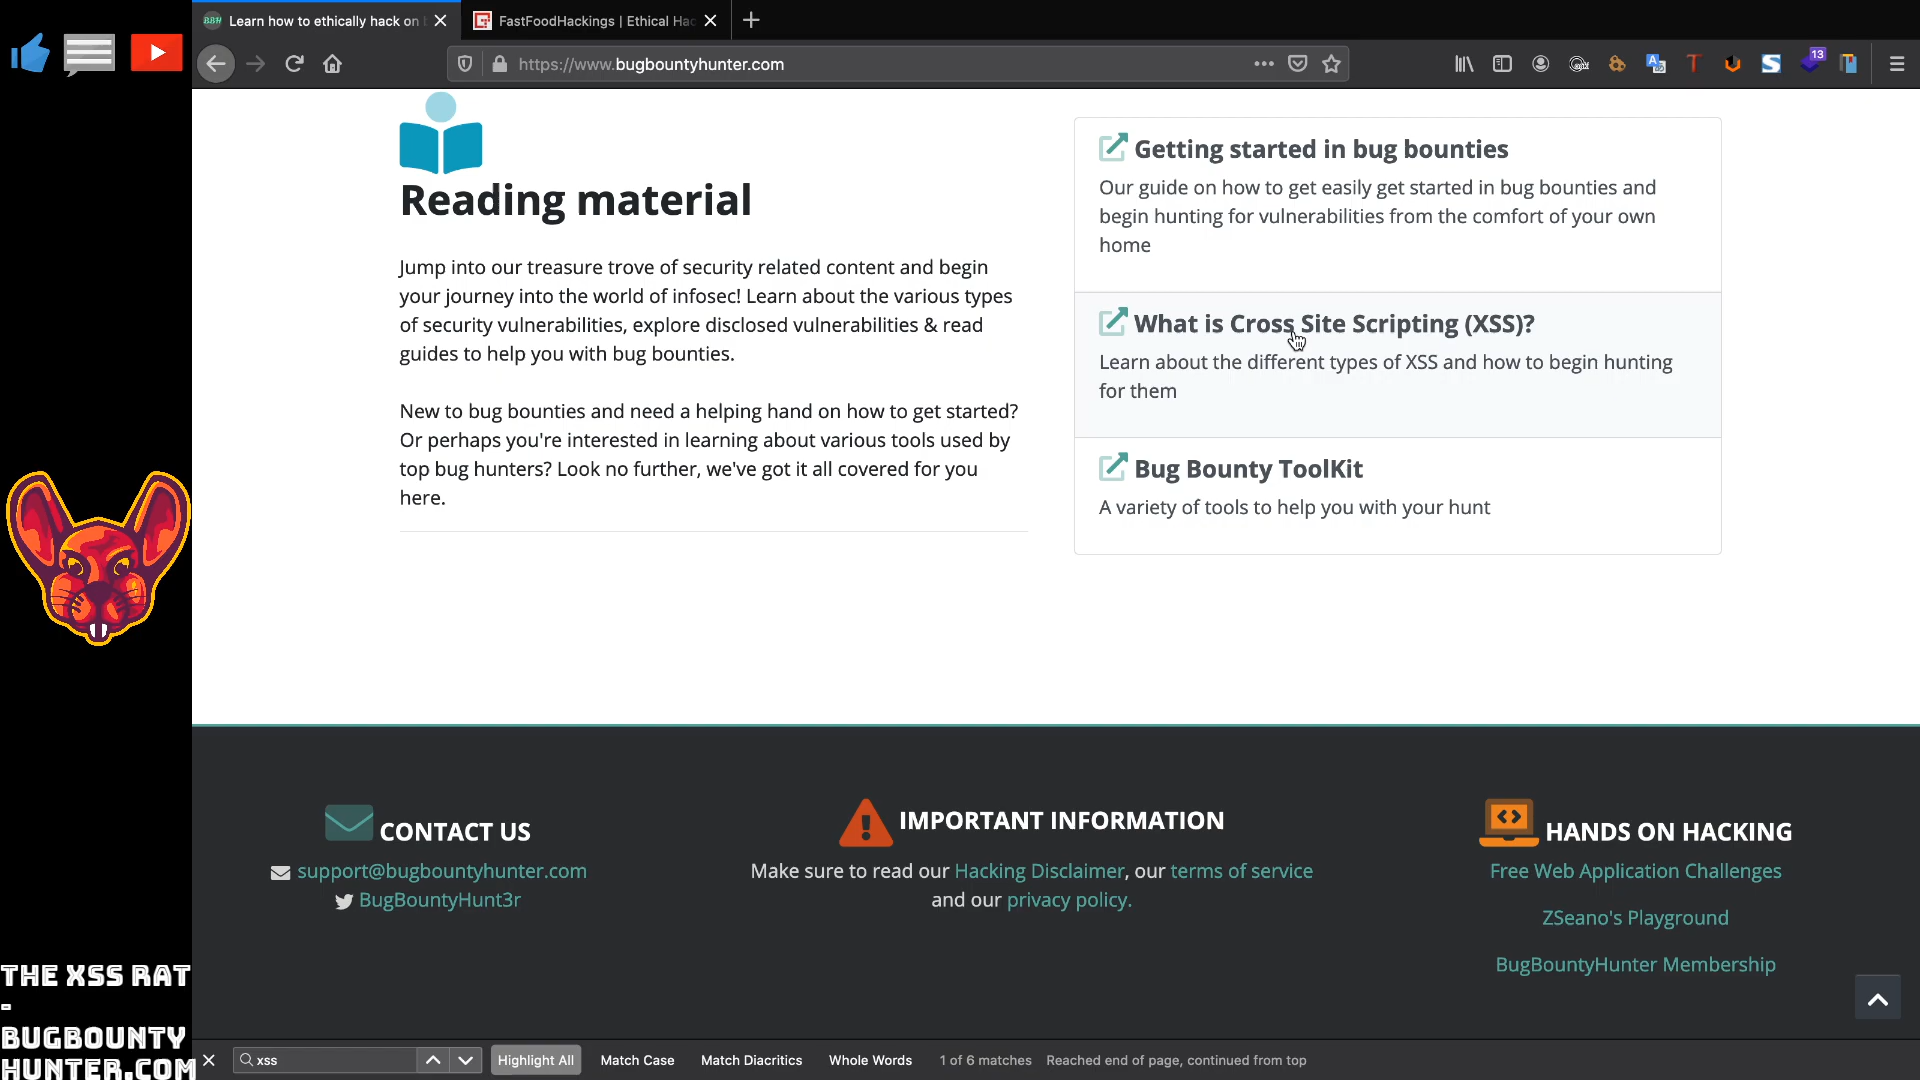 BBH Learn how to ethically hack on
FastFoodHackings | Ethical Hac
https://www.bugbountyhunter.com
13
Reading material
Jump into our treasure trove of security related content and begin
your journey into the world of infosec! Learn about the various types
of security vulnerabilities, explore disclosed vulnerabilities & read
guides to help you with bug bounties.
New to bug bounties and need a helping hand on how to get started?
Or perhaps you're interested in learning about various tools used by
top bug hunters? Look no further, we've got it all covered for you
here.
Getting started in bug bounties
Our guide on how to get easily get started in bug bounties and
begin hunting for vulnerabilities from the comfort of your own
home
What is Cross Site Scripting (XSS)?
Learn about the different types of XSS and how to begin hunting
for them
Bug Bounty ToolKit
A variety of tools to help you with your hunt
CONTACT US
support@bugbountyhunter.com
BugBountyHunt3r
IMPORTANT INFORMATION
Make sure to read our Hacking Disclaimer, our terms of service
and our privacy policy.
HANDS ON HACKING
Free Web Application Challenges
ZSeano's Playground
BugBountyHunter Membership
THE XSS RAT
-
BUGBOUNTY
HUNTER.COM
xss
Highlight All Match Case Match Diacritics Whole Words 1 of 6 matches Reached end of page, continued from top